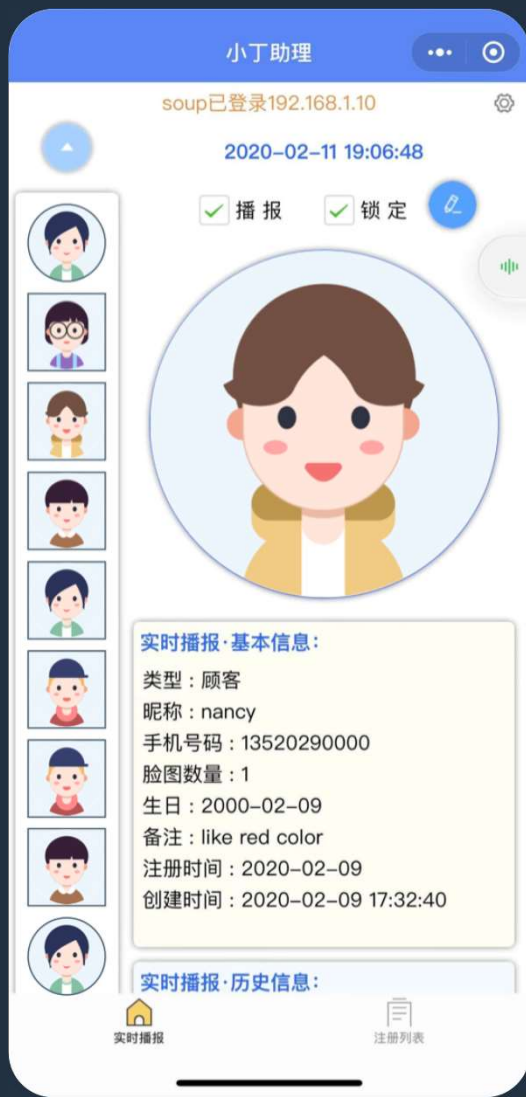 小丁助理
soup已登录192.168.1.10
2020-02-11 19:06:48
播 报
锁 定
实时播报·基本信息：
类型：顾客
昵称：nancy
手机号码：13520290000
脸图数量：1
生日：2000-02-09
备注：like red color
注册时间：2020-02-09
创建时间：2020-02-09 17:32:40
实时播报·历史信息：
实时播报
注册列表